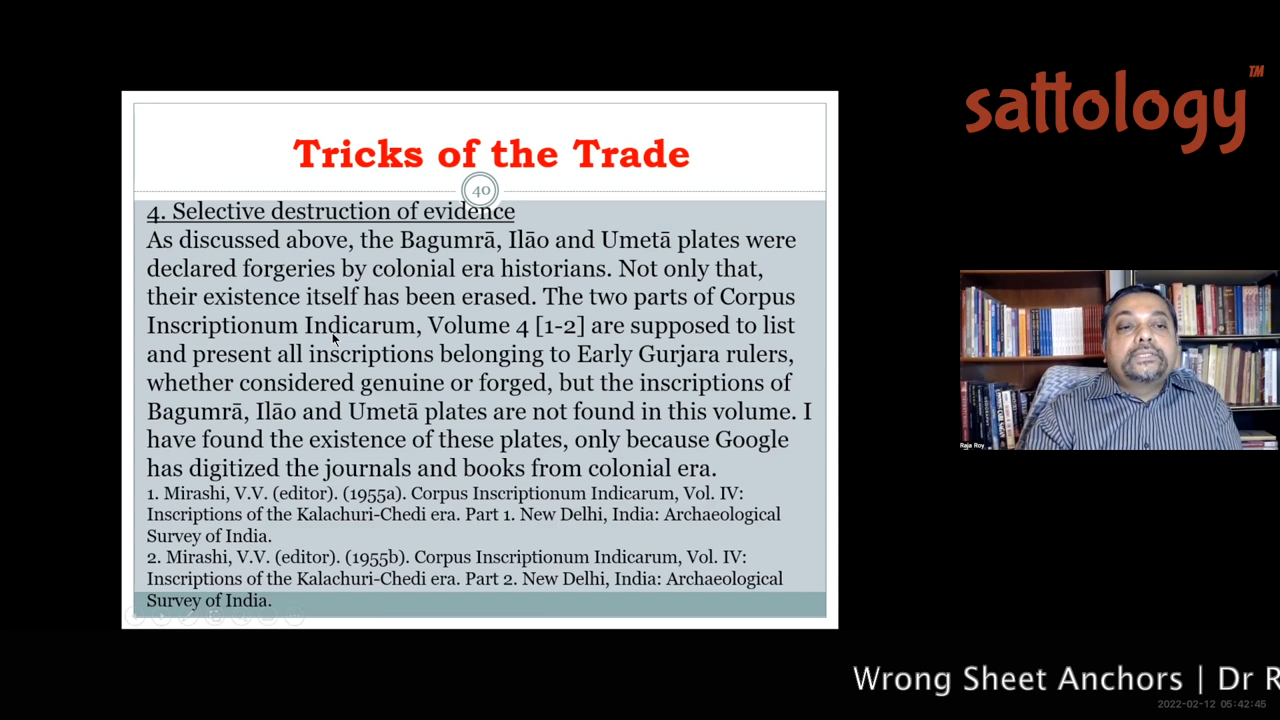 sattology
TM
Tricks of the Trade
40
4. Selective destruction of evidence
As discussed above, the Bagumrā, Ilāo and Umetā plates were
declared forgeries by colonial era historians. Not only that,
their existence itself has been erased. The two parts of Corpus
Inscriptionum Indicarum, Volume 4 [1-2] are supposed to list
and present all inscriptions belonging to Early Gurjara rulers,
whether considered genuine or forged, but the inscriptions of
Bagumrā, Ilāo and Umetā plates are not found in this volume. I
have found the existence of these plates, only because Google
has digitized the journals and books from colonial era.
1. Mirashi, V.V. (editor). (1955a). Corpus Inscriptionum Indicarum, Vol. IV:
Inscriptions of the Kalachuri-Chedi era. Part 1. New Delhi, India: Archaeological
Survey of India.
2. Mirashi, V.V. (editor). (1955b). Corpus Inscriptionum Indicarum, Vol. IV:
Inscriptions of the Kalachuri-Chedi era. Part 2. New Delhi, India: Archaeological
Survey of India.
Raja Roy
Wrong Sheet Anchors | Dr R
2022-02-12 05:42:45